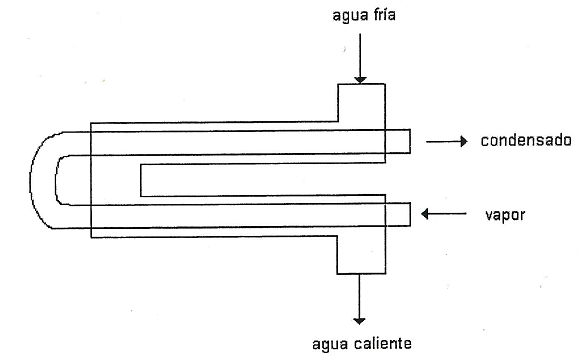 agua fría
condensado
vapor
agua caliente